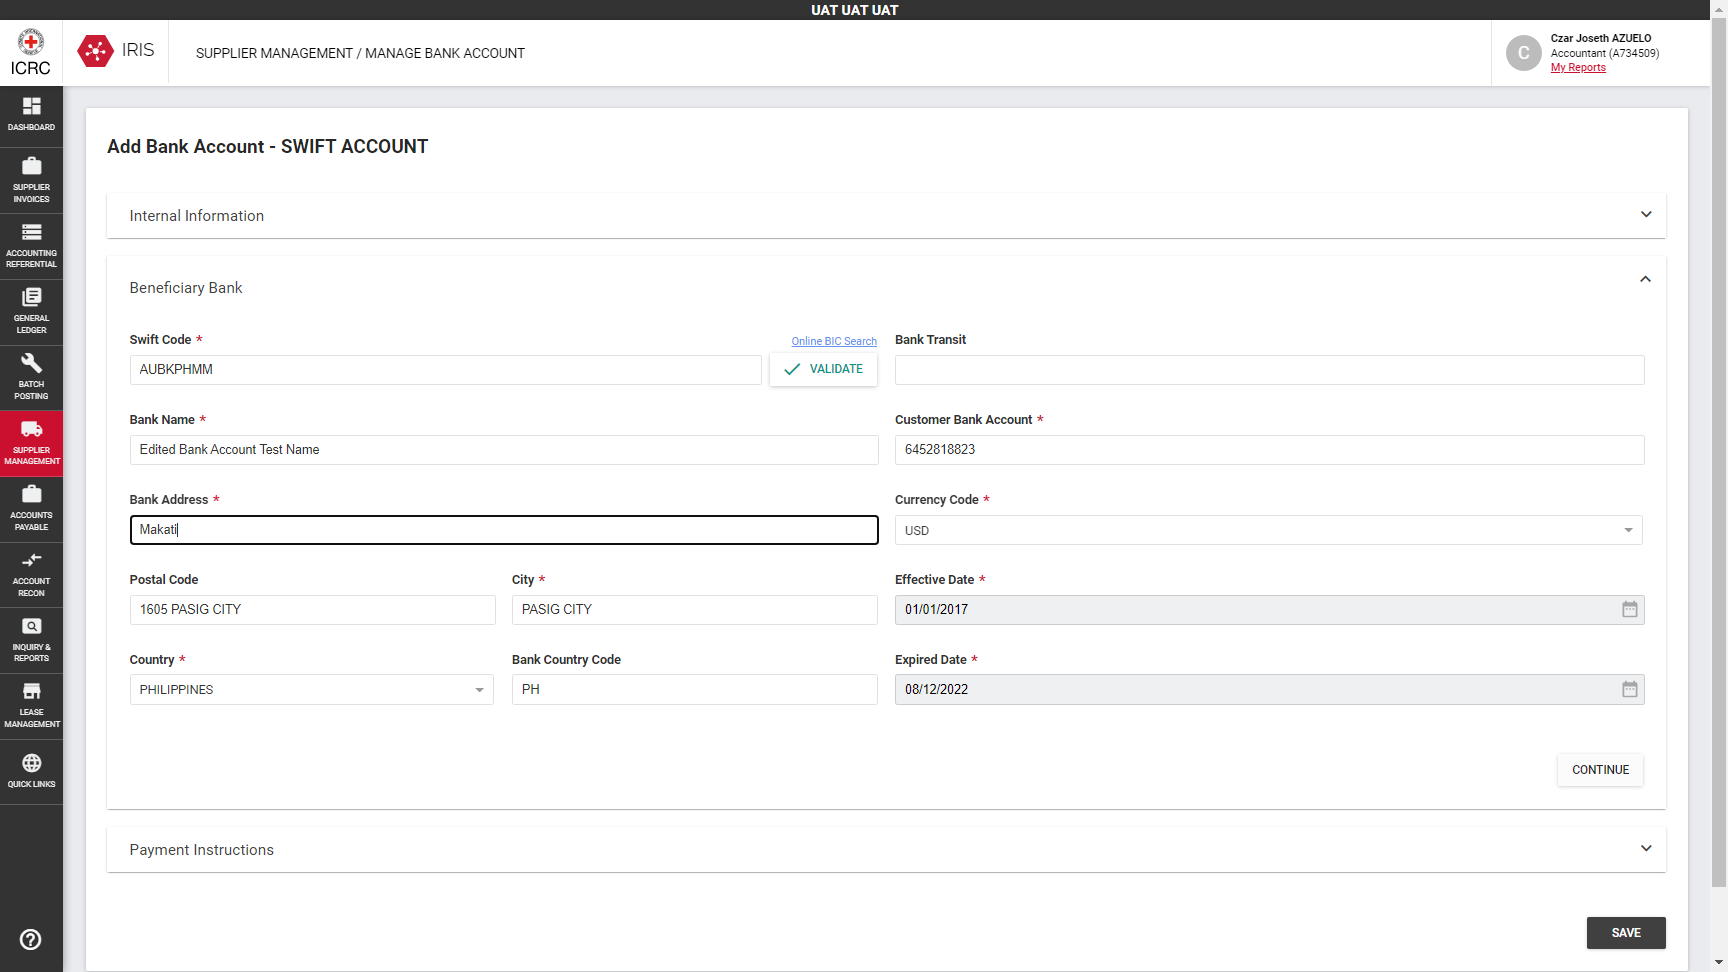 UAT UAT UAT
ICRC
IRIS
SUPPLIER MANAGEMENT / MANAGE BANK ACCOUNT
C
Czar Joseth AZUELO
Accountant (A734509)
My Reports
DASHBOARD
SUPPLIER
INVOICES
ACCOUNTING
REFERENTIAL
GENERAL
LEDGER
BATCH
POSTING
SUPPLIER
MANAGEMENT
ACCOUNTS
PAYABLE
ACCOUNT
RECON
INQUIRY &
REPORTS
LEASE
MANAGEMENT
QUICK LINKS
Add Bank Account - SWIFT ACCOUNT
Internal Information
Beneficiary Bank
Swift Code *
Online BIC Search
AUBKPHMM
VALIDATE
Bank Transit
Bank Name *
Edited Bank Account Test Name
Customer Bank Account *
6452818823
Bank Address *
Makati
Currency Code *
USD
Postal Code
1605 PASIG CITY
City *
PASIG CITY
Effective Date *
01/01/2017
Country *
PHILIPPINES
Bank Country Code
PH
Expired Date *
08/12/2022
CONTINUE
Payment Instructions
SAVE